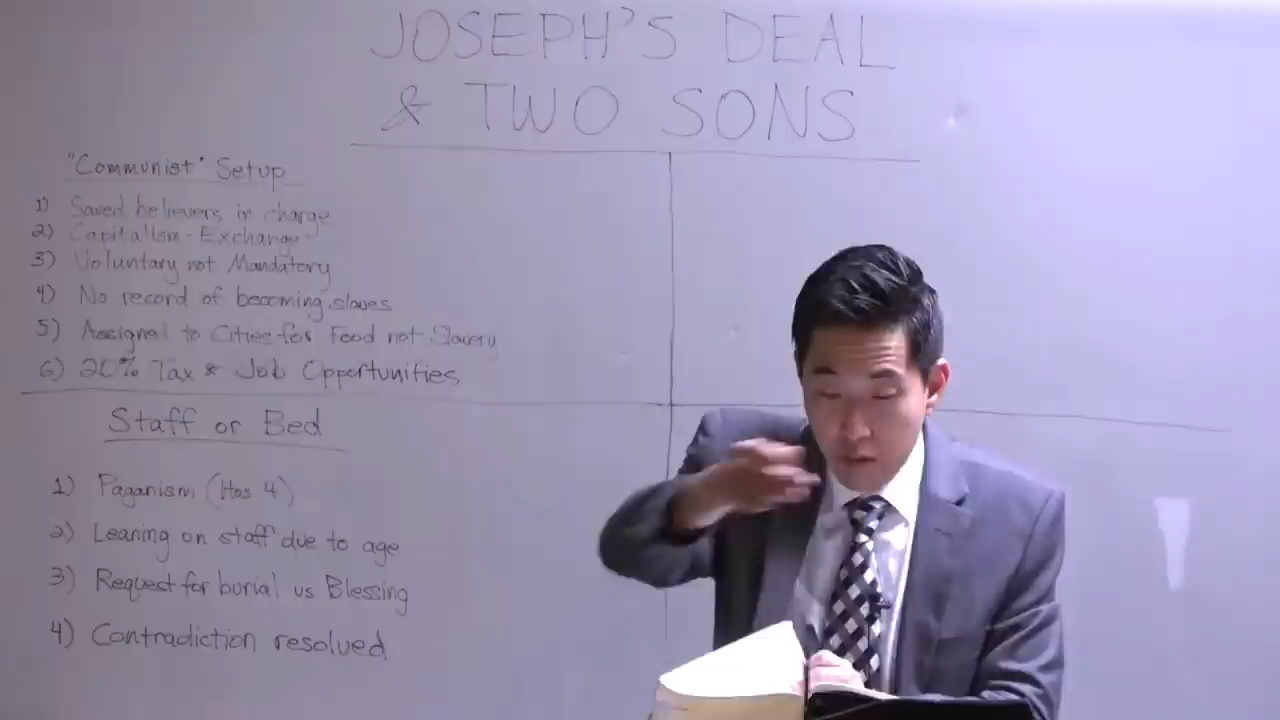 JOSEPH'S DEAL
& TWO SONS
"Communist" Setup
1) Saved believers in charge
2) Capitalism - Exchange
3) Voluntary not Mandatory
4) No record of becoming slaves
5) Assigned to Cities for Food not Slavery
6) 20% Tax & Job Opportunities
Staff or Bed
1) Paganism (Hos 4)
2) Leaning on staff due to age
3) Request for burial vs Blessing
4) Contradiction resolved